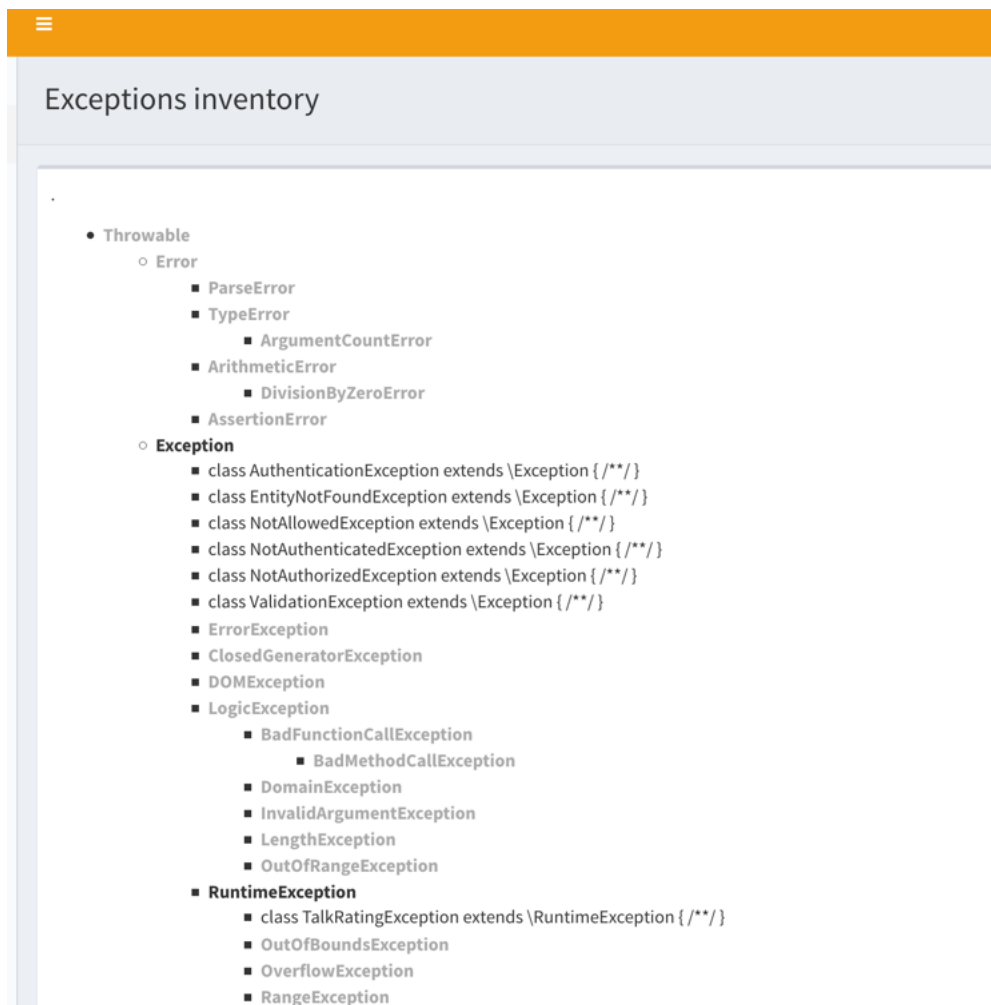 Exceptions inventory
.
Throwable
Error
ParseError
TypeError
ArgumentCountError
ArithmeticError
DivisionByZeroError
AssertionError
Exception
class AuthenticationException extends \Exception { /**/ }
class EntityNotFoundException extends \Exception { /**/ }
class NotAllowedException extends \Exception { /**/ }
class NotAuthenticatedException extends \Exception { /**/ }
class NotAuthorizedException extends \Exception { /**/ }
class ValidationException extends \Exception { /**/ }
ErrorException
ClosedGeneratorException
DOMException
LogicException
BadFunctionCallException
BadMethodCallException
DomainException
InvalidArgumentException
LengthException
OutOfRangeException
RuntimeException
class TalkRatingException extends \RuntimeException { /**/ }
OutOfBoundsException
OverflowException
RangeException